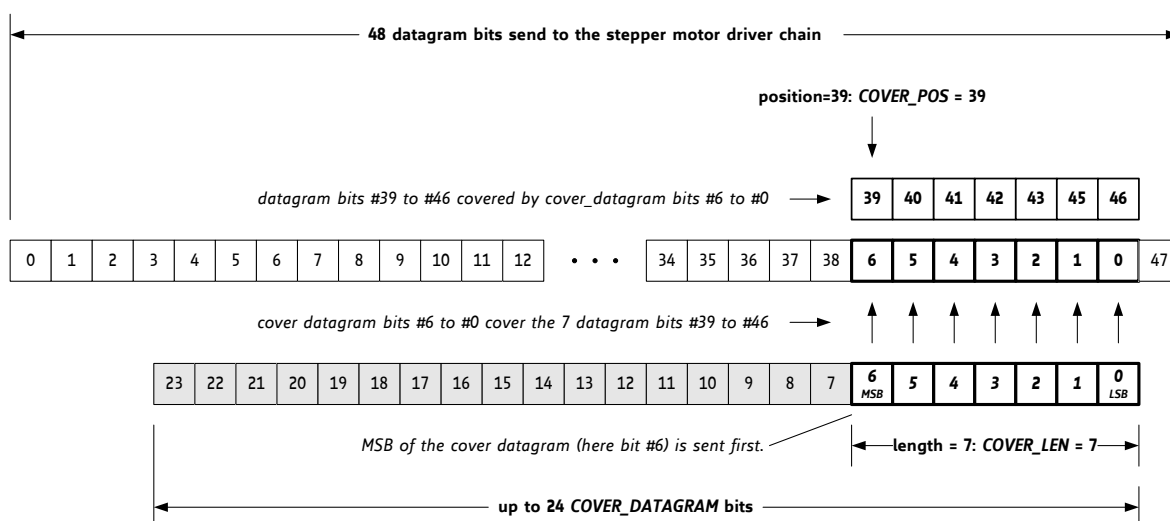 48 datagram bits send to the stepper motor driver chain
position=39: COVER_POS = 39
datagram bits #39 to #46 covered by cover_datagram bits #6 to #0
39 40 41 42 43 45 46
0 1 2 3 4 5 6 7 8 9 10 11 12 • • • 34 35 36 37 38 6 5 4 3 2 1 0 47
cover datagram bits #6 to #0 cover the 7 datagram bits #39 to #46
23 22 21 20 19 18 17 16 15 14 13 12 11 10 9 8 7 6 5 4 3 2 1 0
MSB LSB
MSB of the cover datagram (here bit #6) is sent first.
length = 7: COVER_LEN = 7
up to 24 COVER_DATAGRAM bits